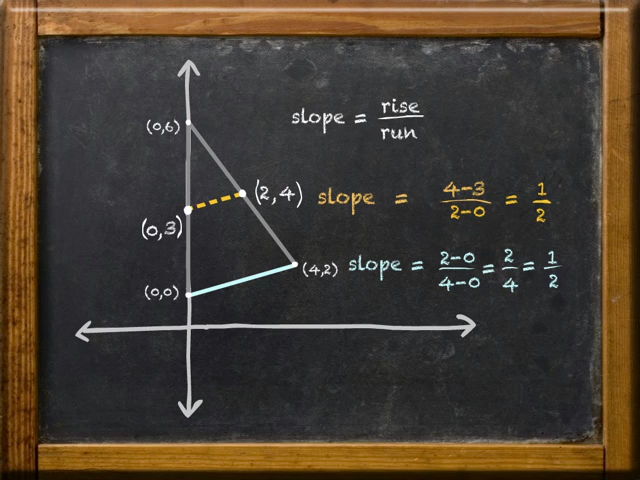 slope = rise/run
(0,6)
(2,4) slope = 4-3/2-0 = 1/2
(0,3)
(4,2) slope = 2-0/4-0 = 2/4 = 1/2
(0,0)